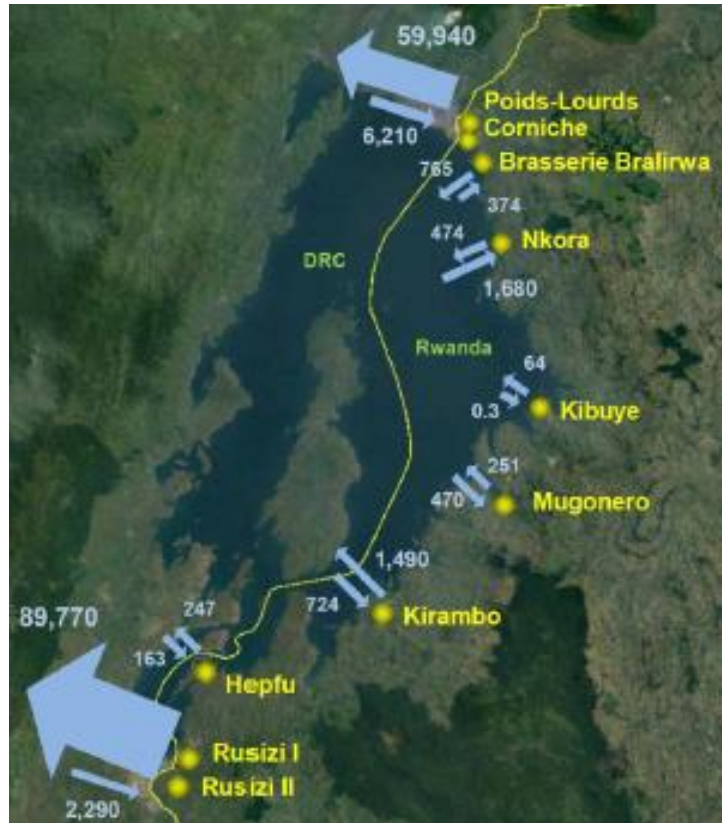 59,940
Poids-Lourds
6,210
Corniche
765
Brasserie Bralirwa
374
474
Nkora
DRC
1,680
Rwanda
64
0.3
Kibuye
251
470
Mugonero
1,490
724
Kirambo
89,770
247
163
Hepfu
Rusizi I
Rusizi II
2,290